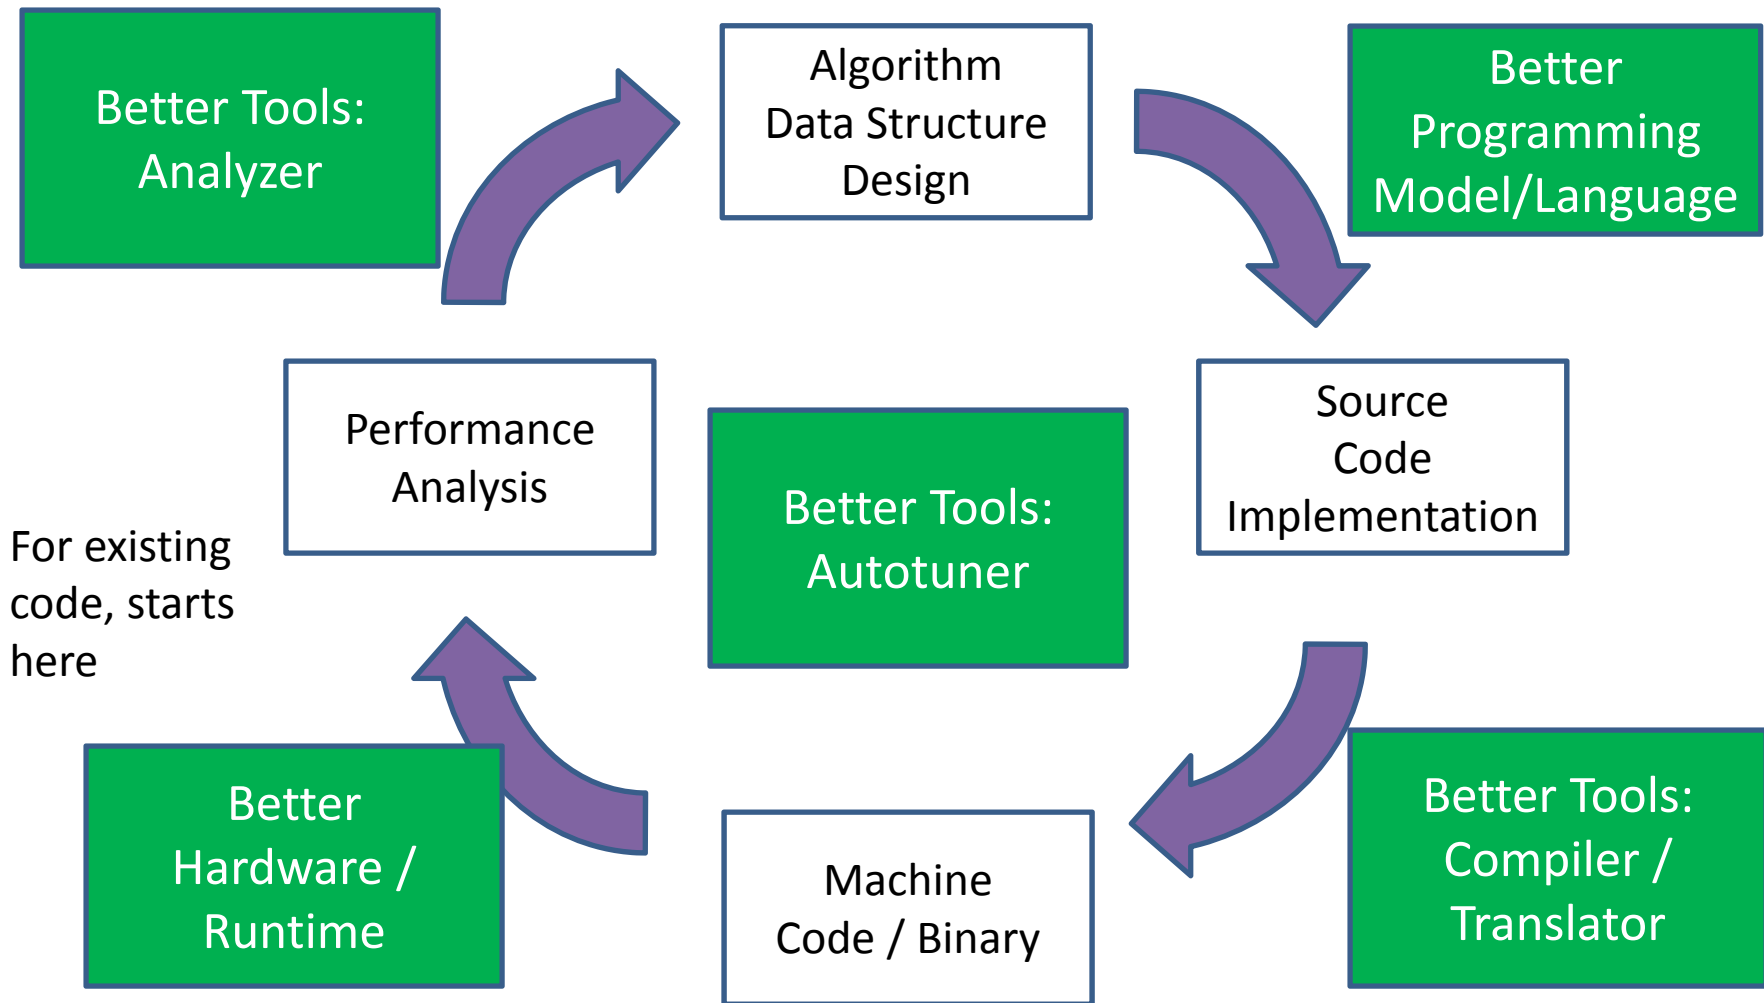 Better Tools:
Analyzer
Algorithm
Data Structure
Design
Better
Programming
Model/Language
Performance
Analysis
Better Tools:
Autotuner
Source
Code
Implementation
For existing
code, starts
here
Better
Hardware /
Runtime
Machine
Code / Binary
Better Tools:
Compiler /
Translator